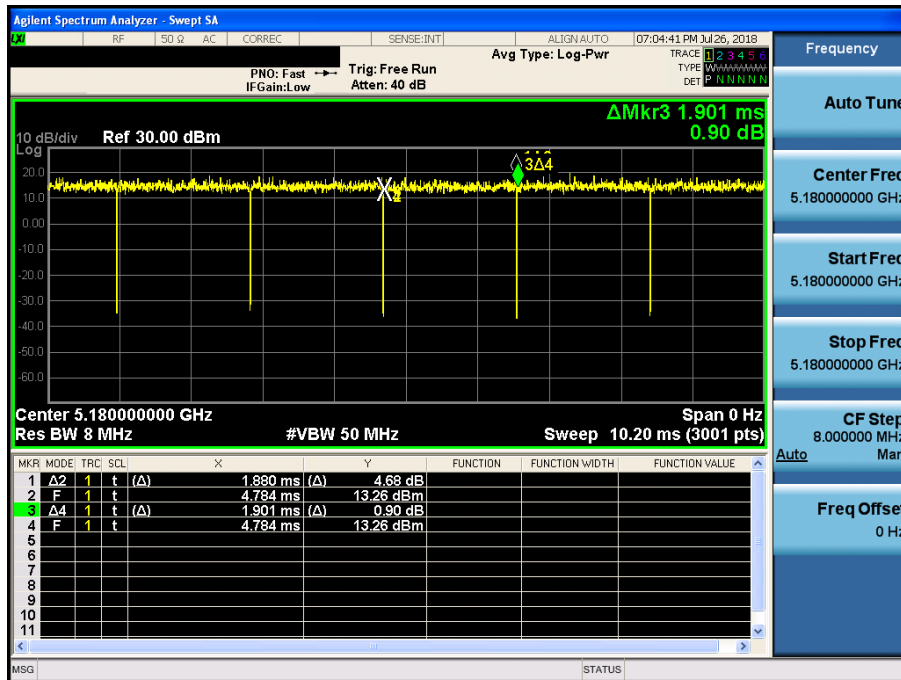 Agilent Spectrum Analyzer - Swept SA
LXI RF 50 Ω AC CORREC SENSE:INT ALIGN AUTO 07:04:41 PM Jul 26, 2018
Frequency
PNO: Fast
IFGain:Low
Trig: Free Run
Atten: 40 dB
Avg Type: Log-Pwr
TRACE 1 2 3 4 5 6
TYPE WWWWWW
DET P N N N N N
ΔMkr3 1.901 ms
0.90 dB
10 dB/div Ref 30.00 dBm
Log
20.0
10.0
0.00
-10.0
-20.0
-30.0
-40.0
-50.0
-60.0
3Δ4
Center 5.180000000 GHz Span 0 Hz
Res BW 8 MHz #VBW 50 MHz Sweep 10.20 ms (3001 pts)
MKR MODE TRC SCL X Y FUNCTION FUNCTION WIDTH FUNCTION VALUE
1 Δ2 1 t (Δ) 1.880 ms (Δ) 4.68 dB
2 F 1 t 4.784 ms 13.26 dBm
3 Δ4 1 t (Δ) 1.901 ms (Δ) 0.90 dB
4 F 1 t 4.784 ms 13.26 dBm
5
6
7
8
9
10
11
MSG STATUS
Auto Tune
Center Freq
5.180000000 GHz
Start Freq
5.180000000 GHz
Stop Freq
5.180000000 GHz
CF Step
8.000000 MHz
Auto Man
Freq Offset
0 Hz